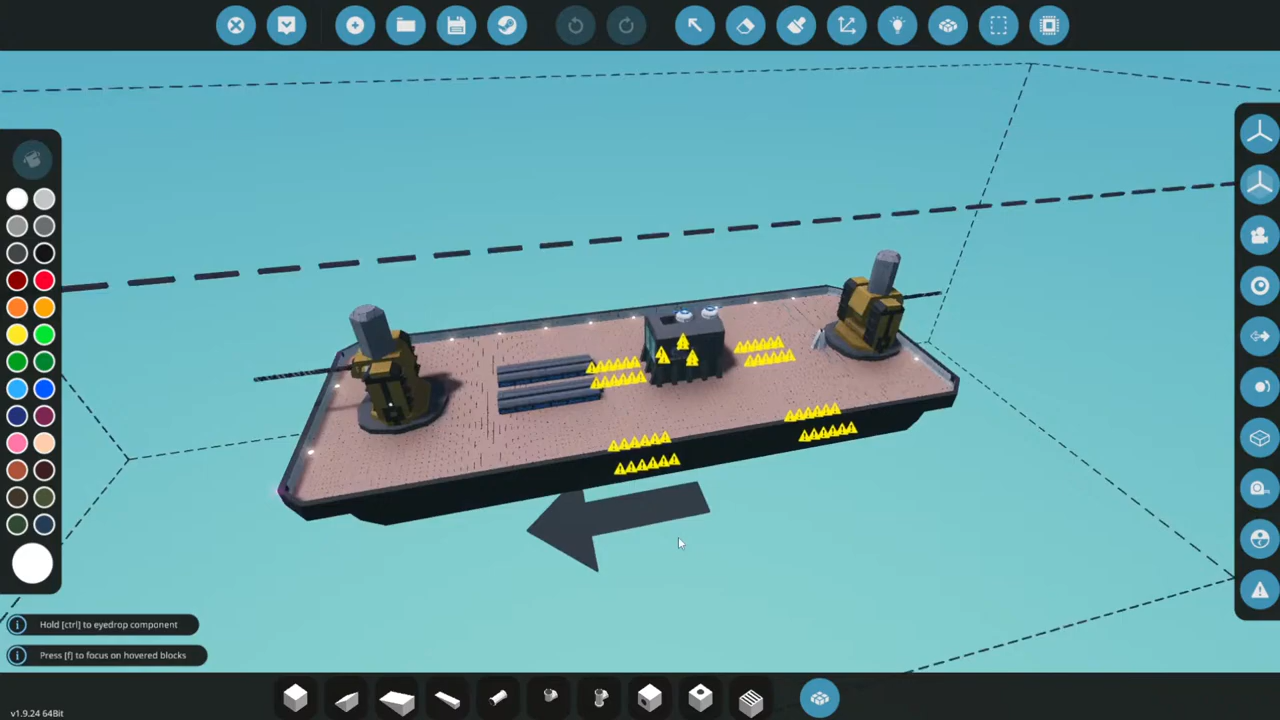 Hold [ctrl] to eyedrop component
Press [f] to focus on hovered blocks
v1.9.24 64Bit